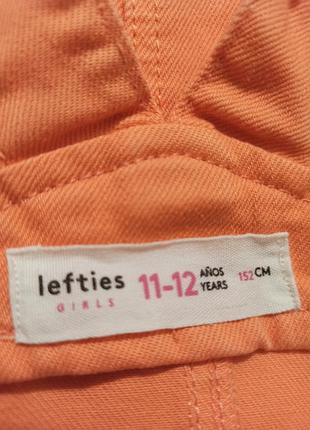 lefties
GIRLS
11-12 AÑOS YEARS 152 CM